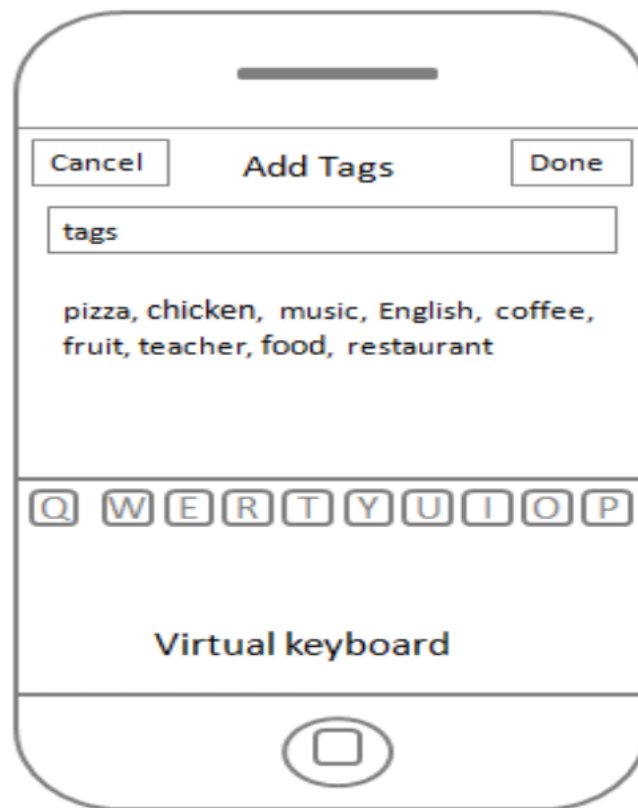 Cancel Add Tags Done
tags
pizza, chicken, music, English, coffee,
fruit, teacher, food, restaurant
Q W E R T Y U I O P
Virtual keyboard